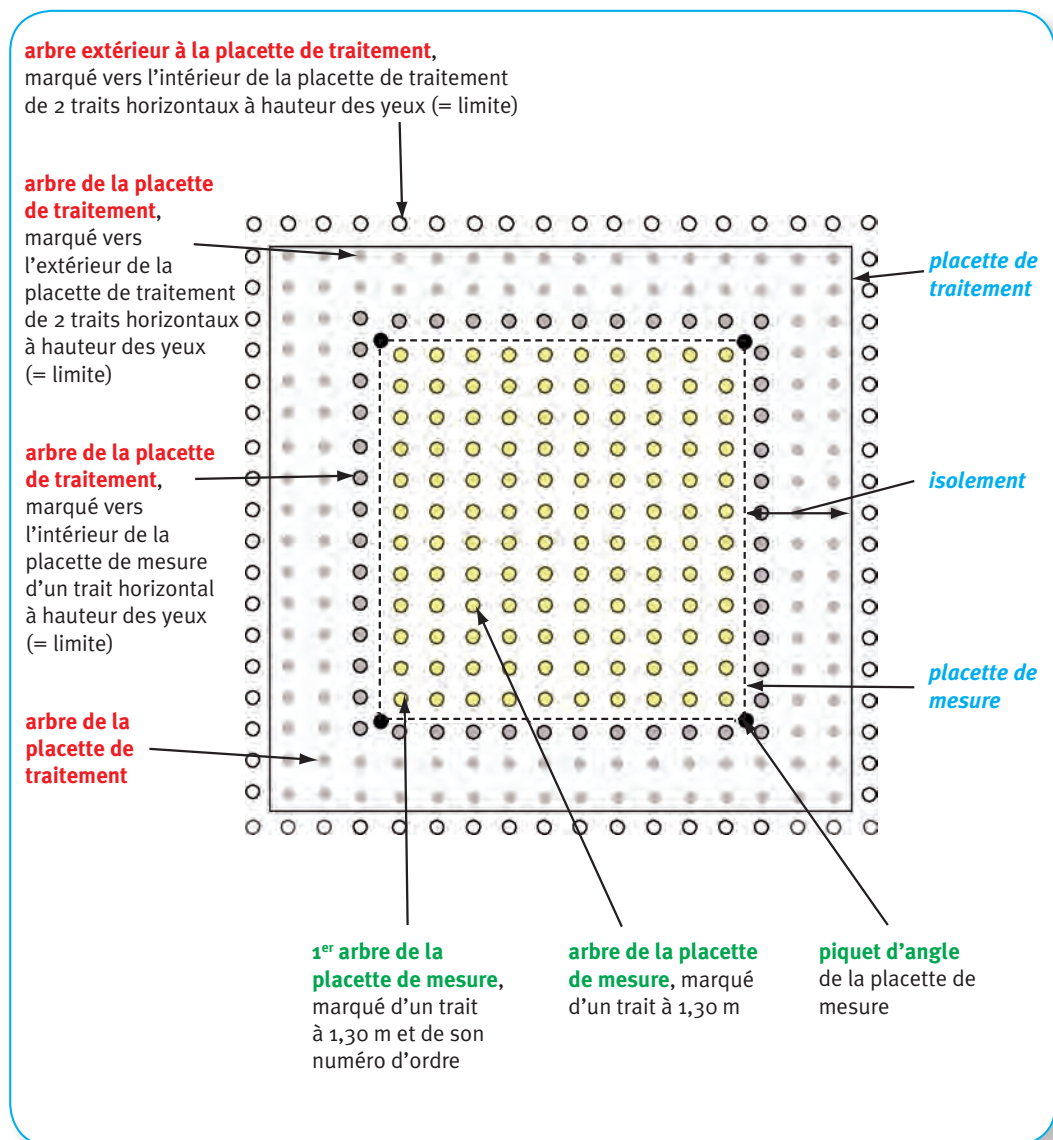 arbre extérieur à la placette de traitement,
marqué vers l'intérieur de la placette de traitement
de 2 traits horizontaux à hauteur des yeux (= limite)
arbre de la placette
de traitement,
marqué vers
l'extérieur de la
placette de traitement
de 2 traits horizontaux
à hauteur des yeux
(= limite)
placette de
traitement
arbre de la placette
de traitement,
marqué vers
l'intérieur de la
placette de mesure
d'un trait horizontal
à hauteur des yeux
(= limite)
isolement
placette de
mesure
arbre de la
placette de
traitement
1er arbre de la
placette de mesure,
marqué d'un trait
à 1,30 m et de son
numéro d'ordre
arbre de la placette
de mesure, marqué
d'un trait à 1,30 m
piquet d'angle
de la placette de
mesure